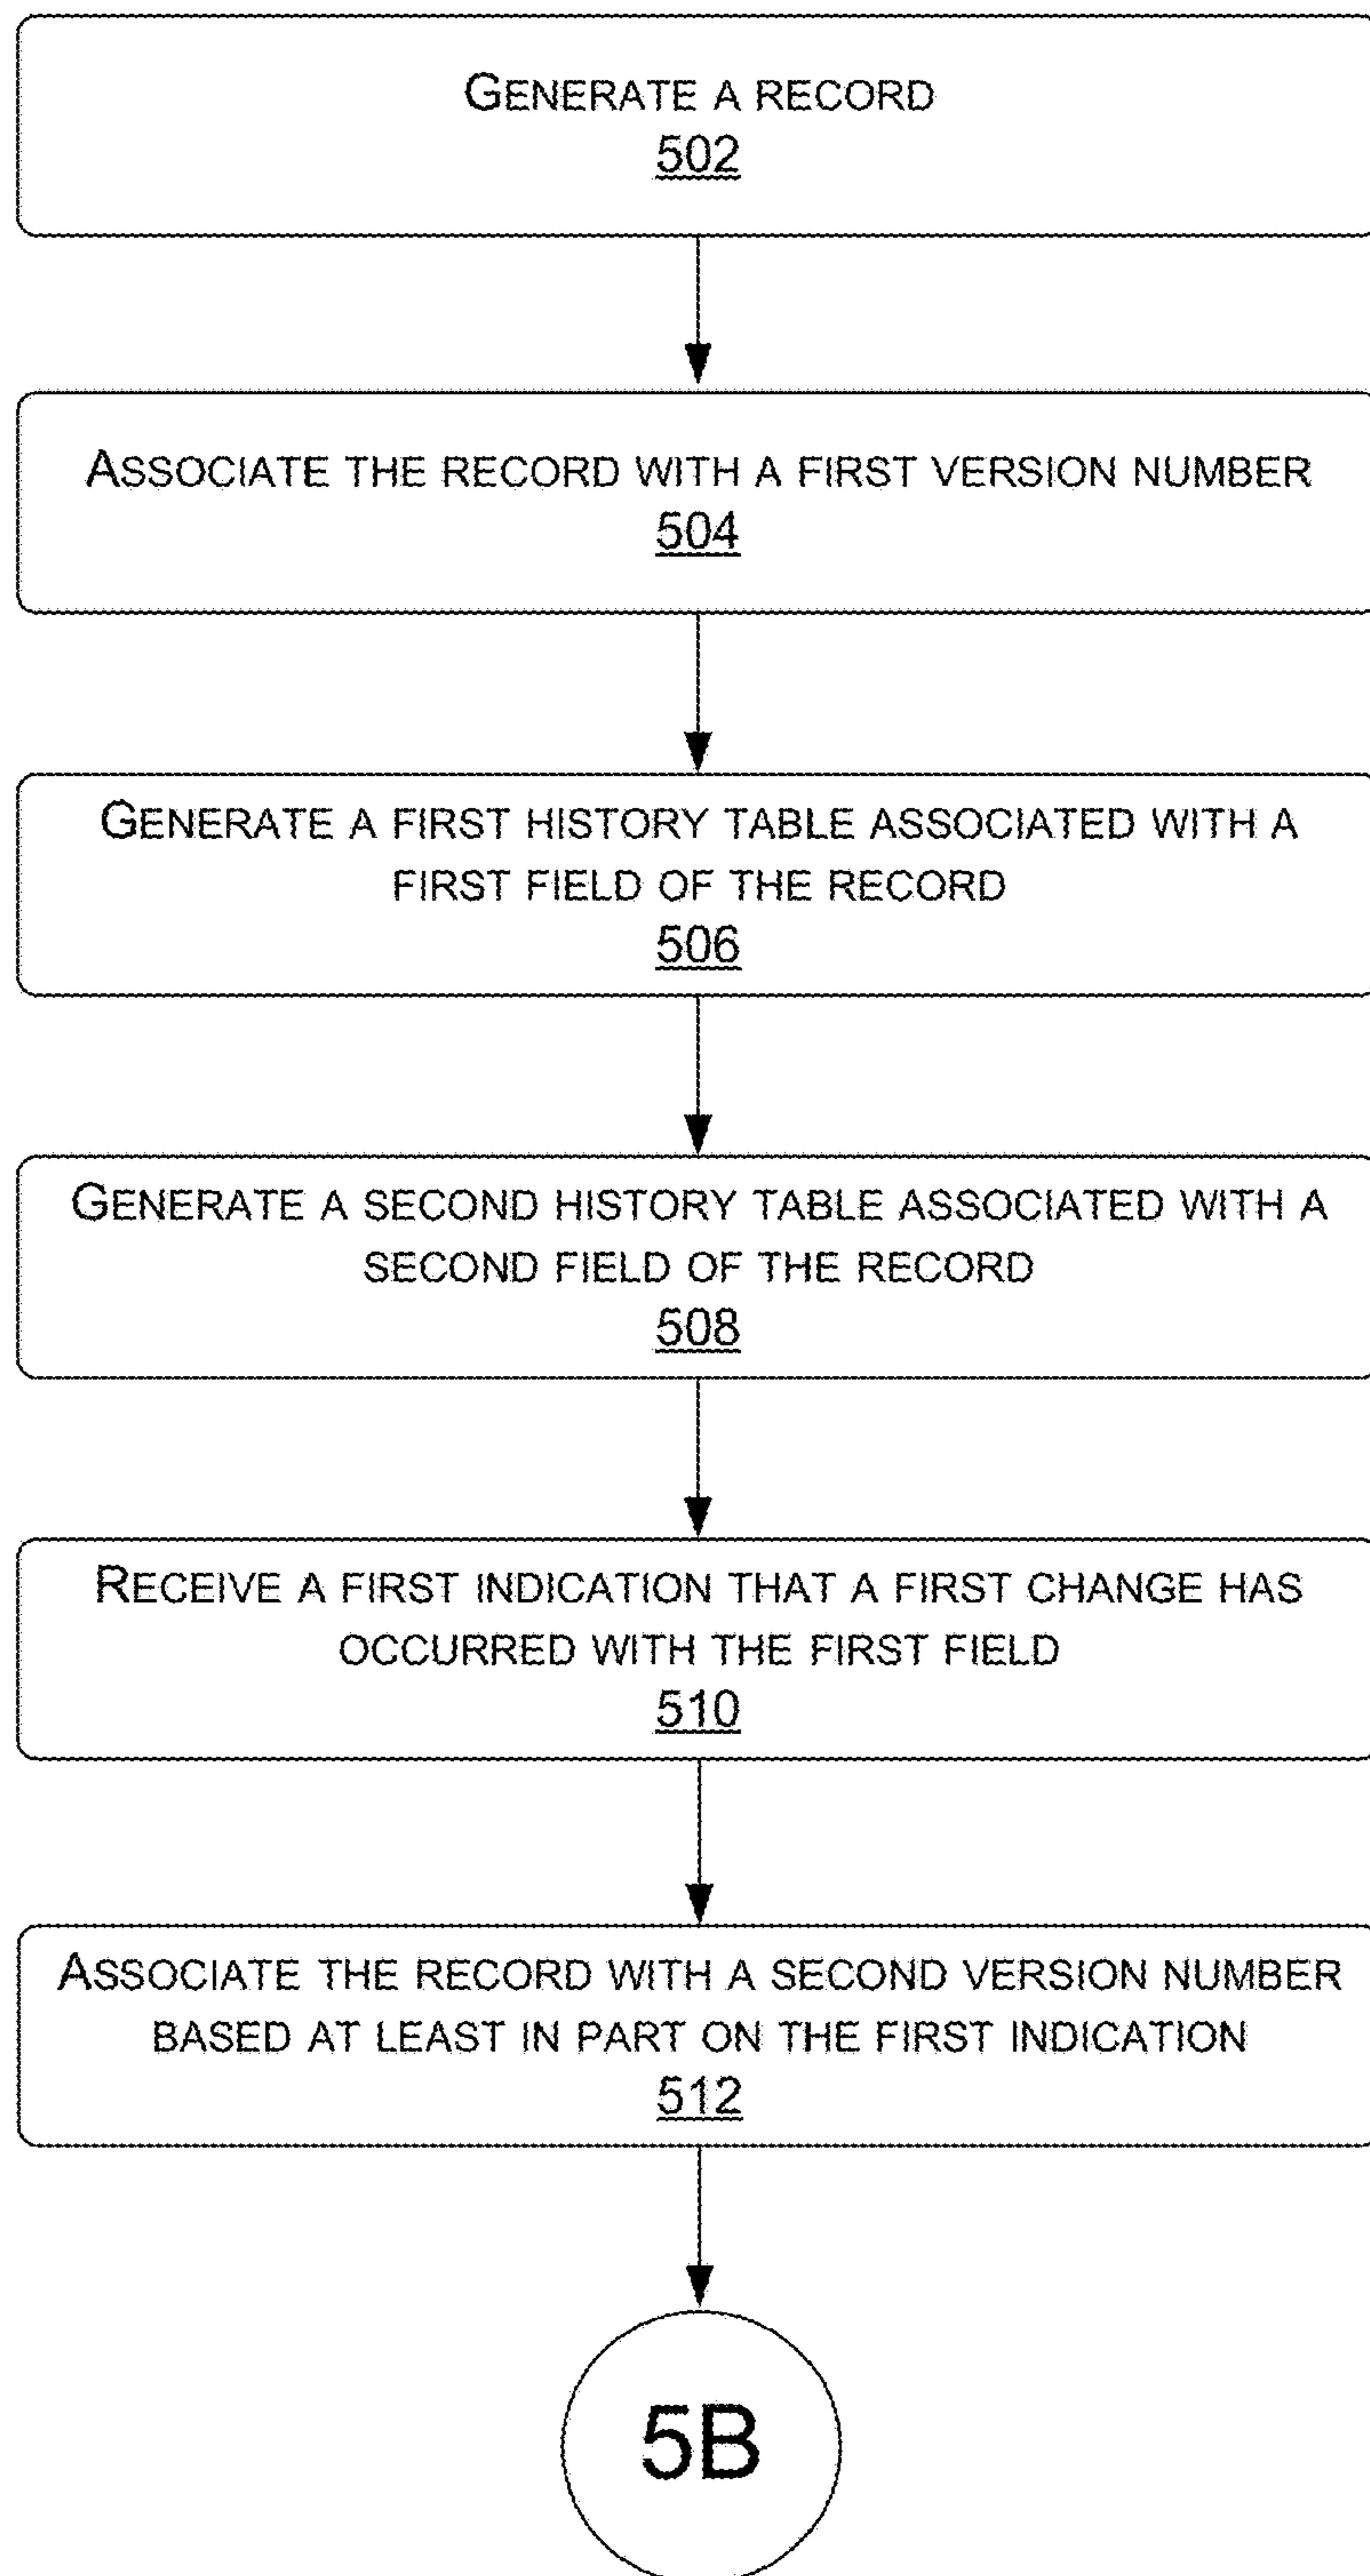 GENERATE A RECORD
502
ASSOCIATE THE RECORD WITH A FIRST VERSION NUMBER
504
GENERATE A FIRST HISTORY TABLE ASSOCIATED WITH A
FIRST FIELD OF THE RECORD
506
GENERATE A SECOND HISTORY TABLE ASSOCIATED WITH A
SECOND FIELD OF THE RECORD
508
RECEIVE A FIRST INDICATION THAT A FIRST CHANGE HAS
OCCURRED WITH THE FIRST FIELD
510
ASSOCIATE THE RECORD WITH A SECOND VERSION NUMBER
BASED AT LEAST IN PART ON THE FIRST INDICATION
512
5B